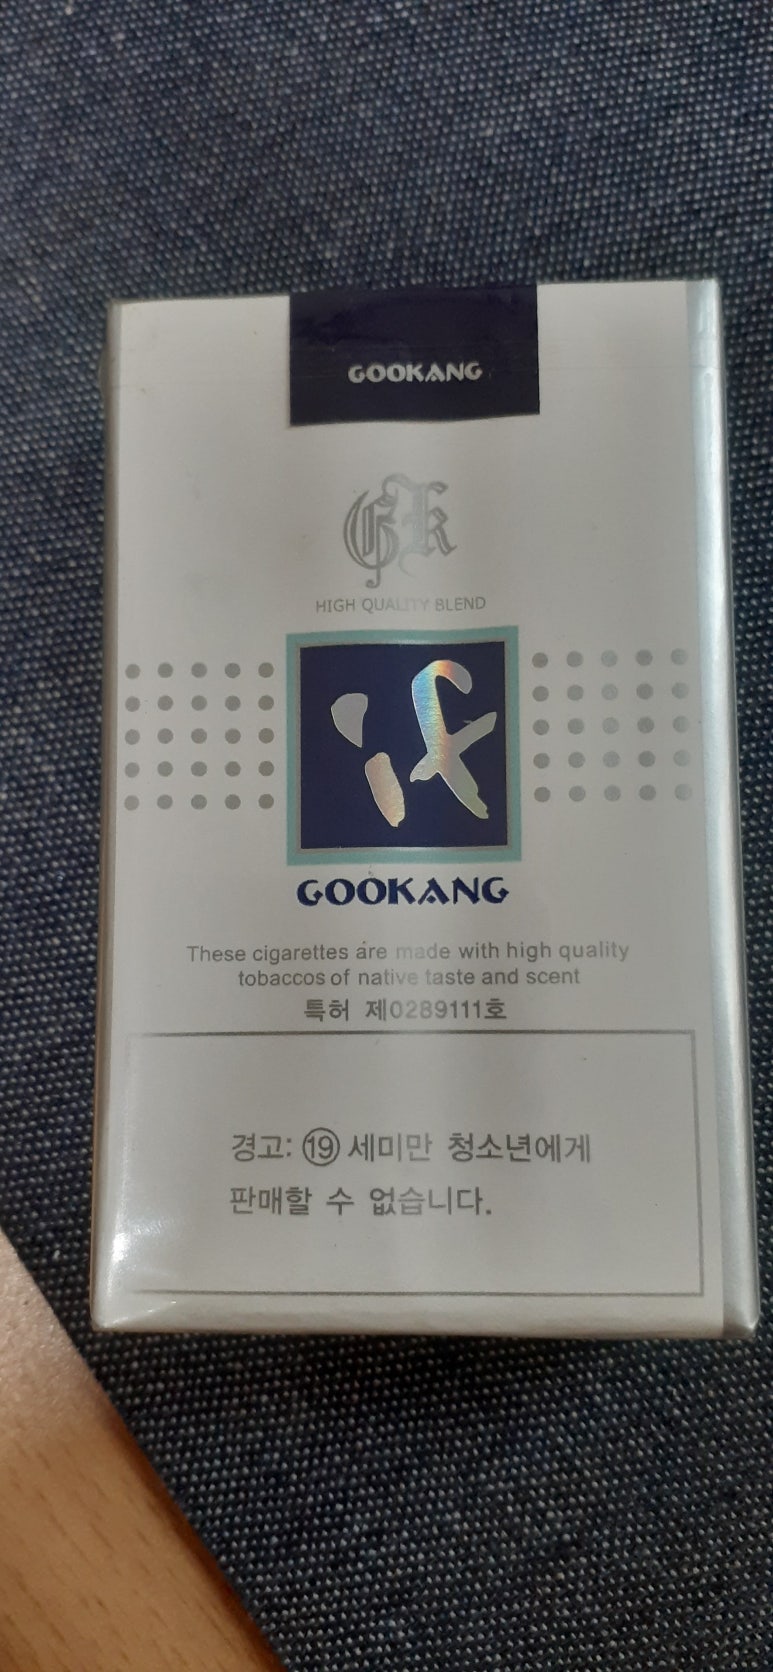 GOOKANG
GK
HIGH QUALITY BLEND
GOOKANG
These cigarettes are made with high quality
tobaccos of native taste and scent
특허 제0289111호
경고: ⑲ 세미만 청소년에게
판매할 수 없습니다.